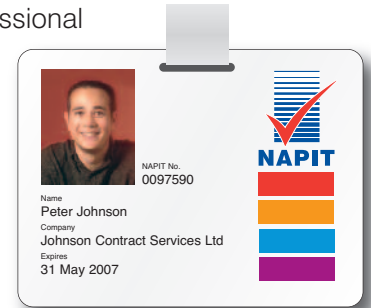 ssional
NAPIT No.
0097590
Name
Peter Johnson
Company
Johnson Contract Services Ltd
Expires
31 May 2007
NAPIT